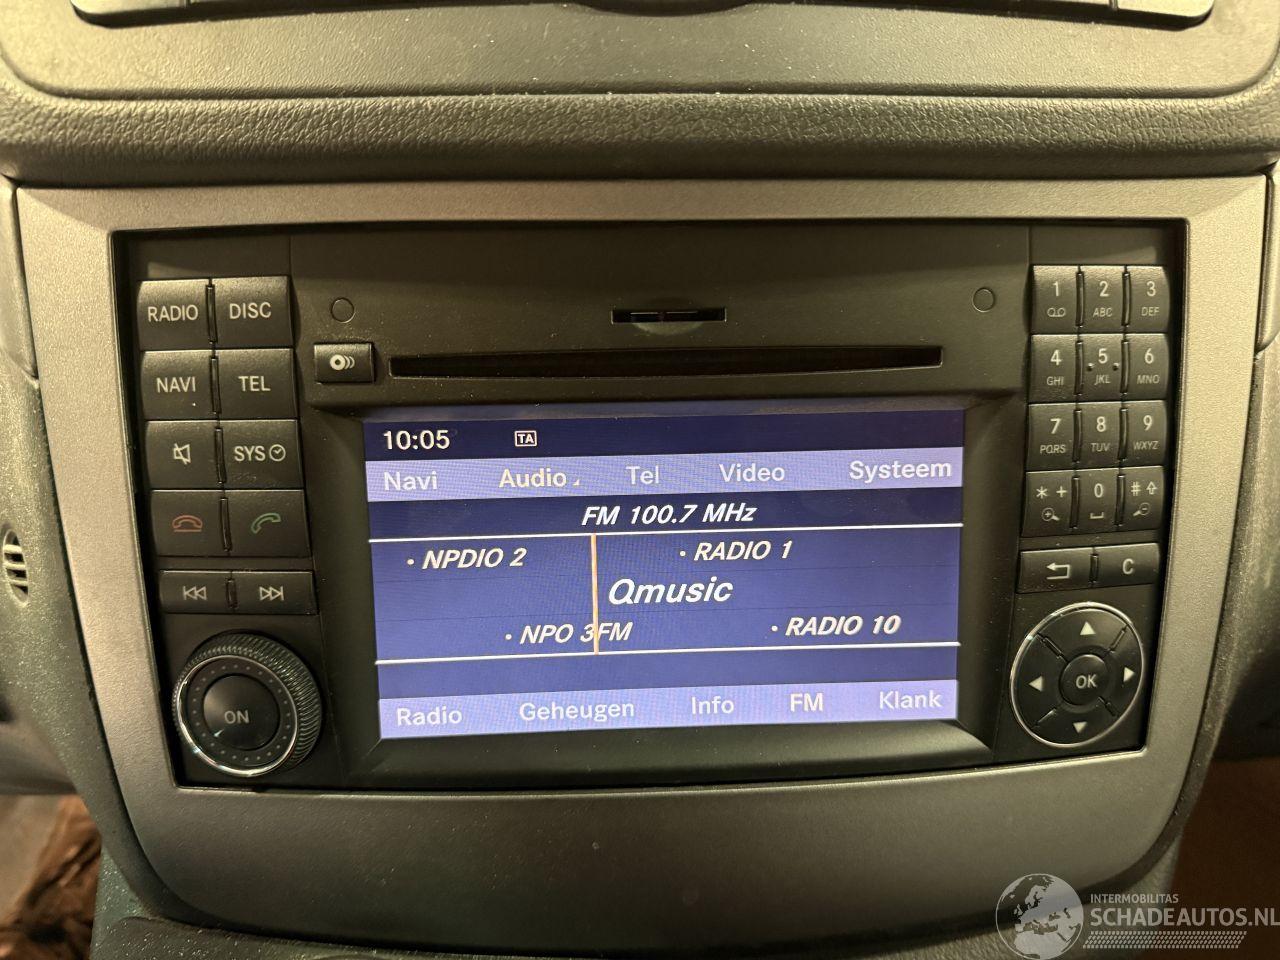 RADIO DISC
NAVI TEL
SYS
ON
10:05 TA
Navi Audio Tel Video Systeem
FM 100.7 MHz
• NPDIO 2 • RADIO 1
Qmusic
• NPO 3FM • RADIO 10
Radio Geheugen Info FM Klank
1 2 ABC 3 DEF
4 GHI 5 JKL 6 MNO
7 PQRS 8 TUV 9 WXYZ
* + 0 #
C
OK
INTERMOBILITAS
SCHADEAUTOS.NL